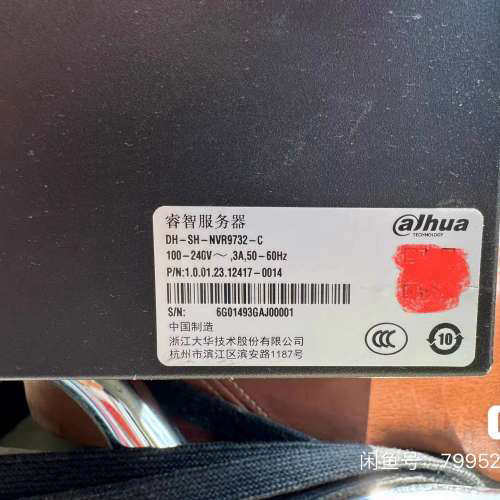 睿智服务器
DH-SH-NVR9732-C
100-240V～,3A,50-60Hz
P/N:1.0.01.23.12417-0014
S/N: 6G01493GAJ00001
中国制造
浙江大华技术股份有限公司
杭州市滨江区滨安路1187号
alhua
TECHNOLOGY
CCC
10
闲鱼号：79952